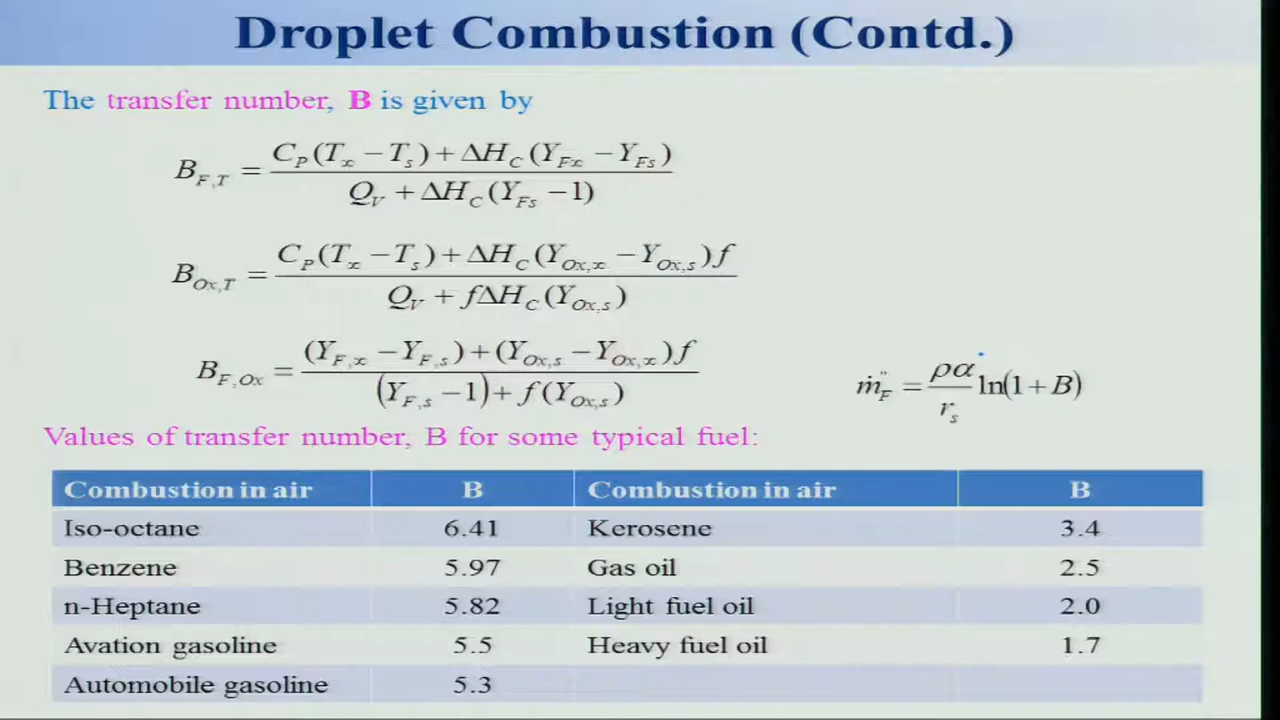 Droplet Combustion (Contd.)
The transfer number, B is given by
B_{F,T} = \frac{C_P(T_∞ − T_s) + ΔH_C(Y_{F∞} − Y_{Fs})}{Q_V + ΔH_C(Y_{Fs} − 1)}
B_{Ox,T} = \frac{C_P(T_∞ − T_s) + ΔH_C(Y_{Ox,∞} − Y_{Ox,s})f}{Q_V + fΔH_C(Y_{Ox,s})}
B_{F,Ox} = \frac{(Y_{F,∞} − Y_{F,s}) + (Y_{Ox,s} − Y_{Ox,∞})f}{(Y_{F,s} − 1) + f(Y_{Ox,s})}
ṁ_F^" = \frac{ρα}{r_s} ln(1 + B)
Values of transfer number, B for some typical fuel:
Combustion in air B Combustion in air B
Iso-octane 6.41 Kerosene 3.4
Benzene 5.97 Gas oil 2.5
n-Heptane 5.82 Light fuel oil 2.0
Avation gasoline 5.5 Heavy fuel oil 1.7
Automobile gasoline 5.3